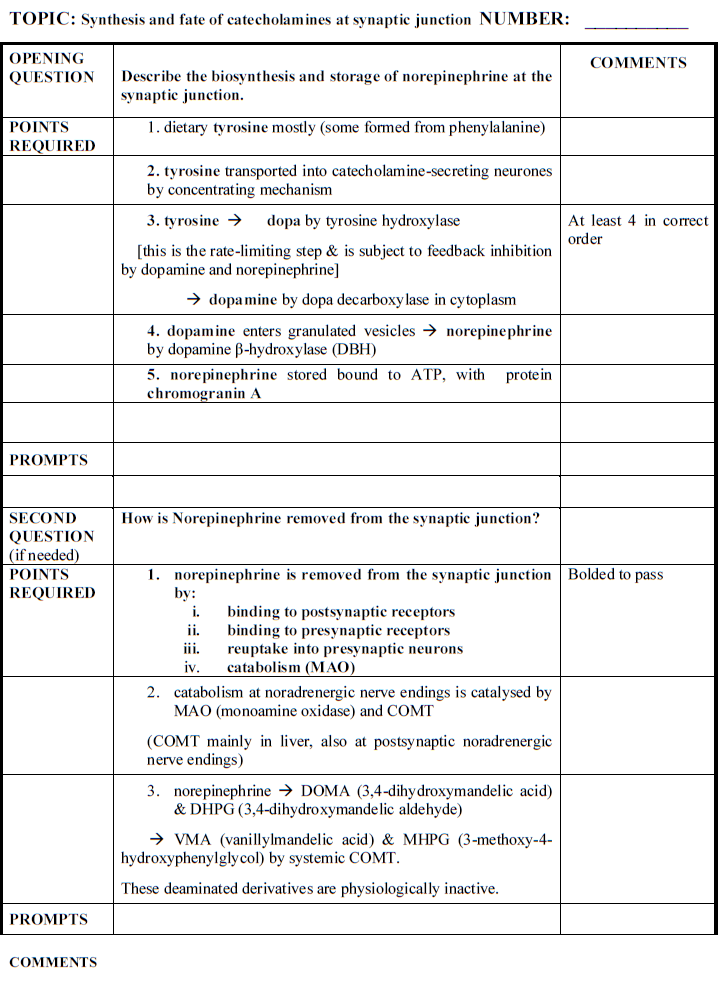 TOPIC: Synthesis and fate of catecholamines at synaptic junction NUMBER: __________
OPENING
QUESTION
Describe the biosynthesis and storage of norepinephrine at the
synaptic junction.
COMMENTS
POINTS
REQUIRED
1. dietary tyrosine mostly (some formed from phenylalanine)
2. tyrosine transported into catecholamine-secreting neurones
by concentrating mechanism
3. tyrosine → dopa by tyrosine hydroxylase
[this is the rate-limiting step & is subject to feedback inhibition
by dopamine and norepinephrine]
→ dopamine by dopa decarboxylase in cytoplasm
At least 4 in correct
order
4. dopamine enters granulated vesicles → norepinephrine
by dopamine β-hydroxylase (DBH)
5. norepinephrine stored bound to ATP, with protein
chromogranin A
PROMPTS
SECOND
QUESTION
(if needed)
How is Norepinephrine removed from the synaptic junction?
POINTS
REQUIRED
1. norepinephrine is removed from the synaptic junction
by:
i. binding to postsynaptic receptors
ii. binding to presynaptic receptors
iii. reuptake into presynaptic neurons
iv. catabolism (MAO)
Bolded to pass
2. catabolism at noradrenergic nerve endings is catalysed by
MAO (monoamine oxidase) and COMT
(COMT mainly in liver, also at postsynaptic noradrenergic
nerve endings)
3. norepinephrine → DOMA (3,4-dihydroxymandelic acid)
& DHPG (3,4-dihydroxymandelic aldehyde)
→ VMA (vanillylmandelic acid) & MHPG (3-methoxy-4-
hydroxyphenylglycol) by systemic COMT.
These deaminated derivatives are physiologically inactive.
PROMPTS
COMMENTS